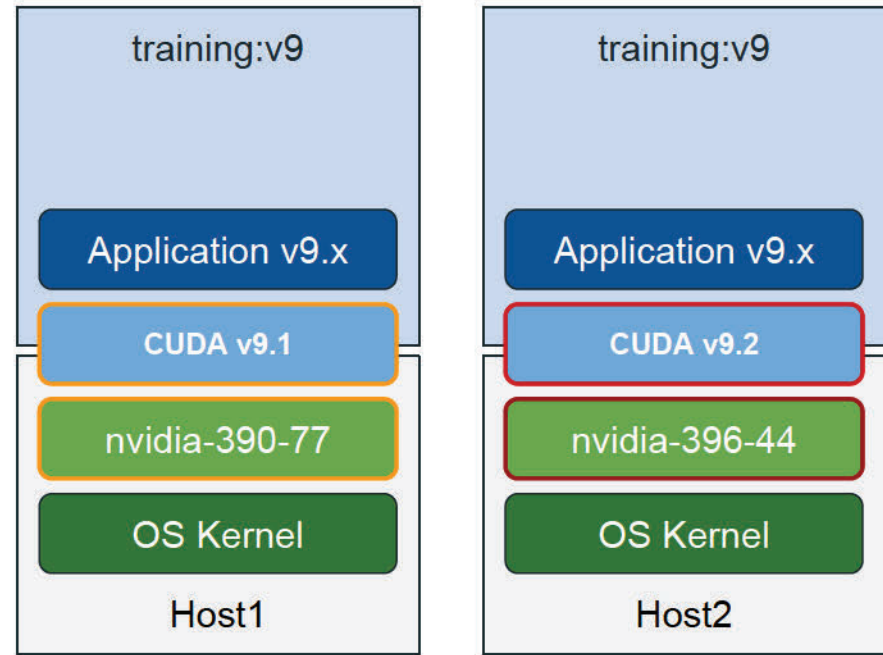 training:v9
Application v9.x
CUDA v9.1
nvidia-390-77
OS Kernel
Host1
training:v9
Application v9.x
CUDA v9.2
nvidia-396-44
OS Kernel
Host2